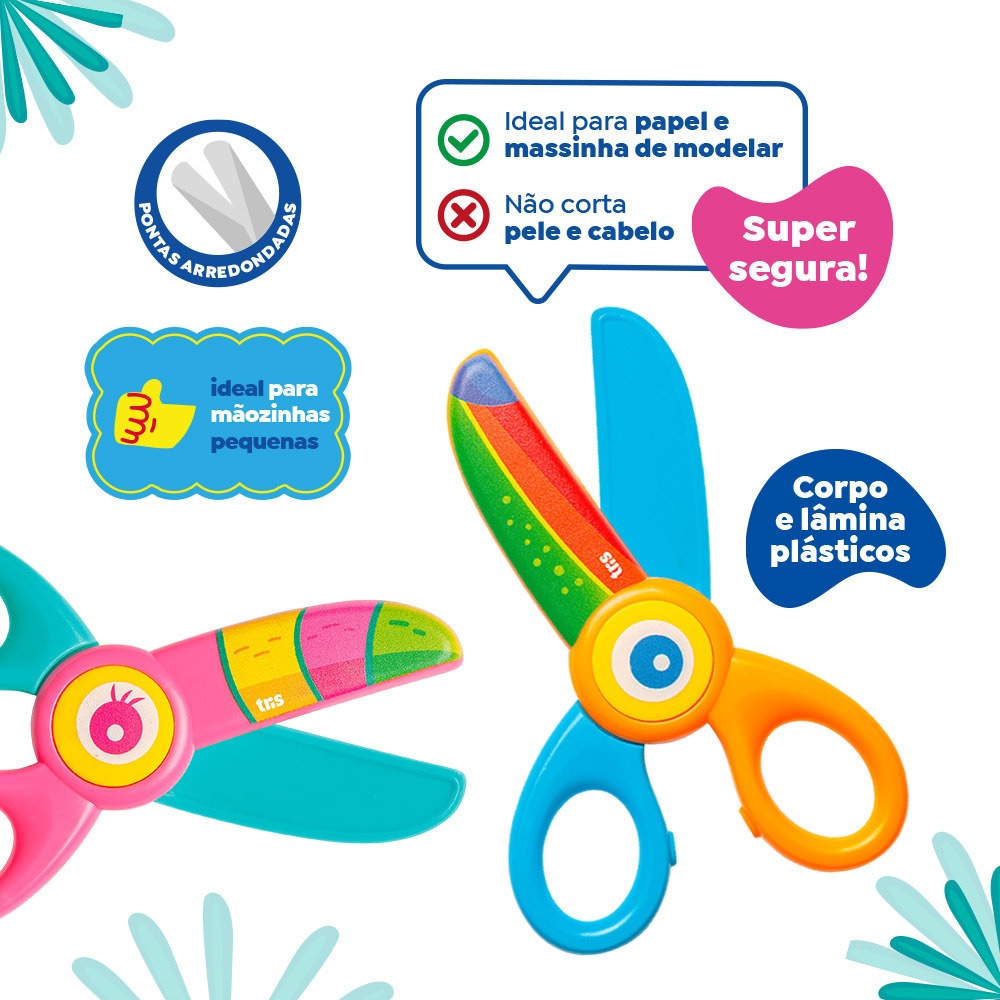 Ideal para papel e
massinha de modelar
Não corta
pele e cabelo
Super
segura!
PONTAS ARREDONDADAS
ideal para
mãozinhas
pequenas
Corpo
e lâmina
plásticos
tris
tris